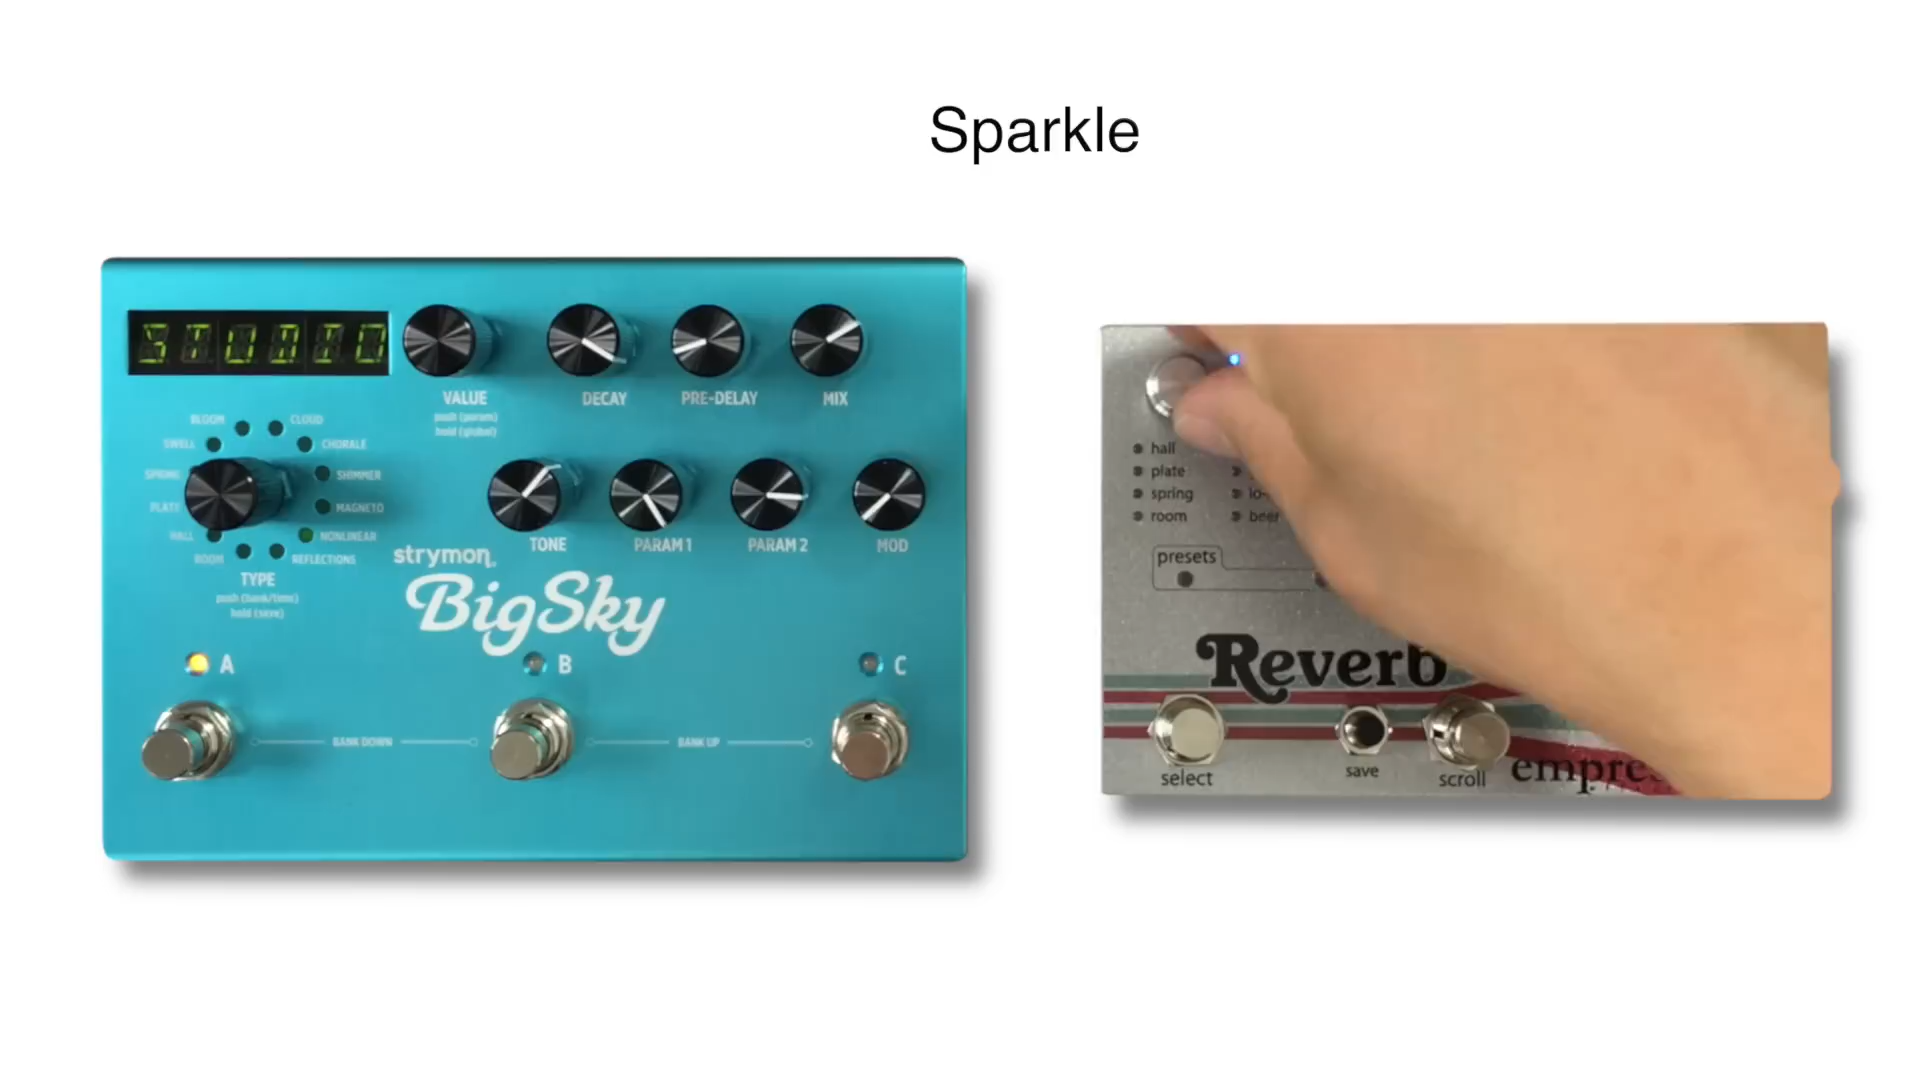 Sparkle
VALUE
push (param)
hold (global)
DECAY
PRE-DELAY
MIX
BLOOM
CLOUD
SWELL
CHORALE
SPRING
SHIMMER
PLATE
MAGNETO
HALL
NONLINEAR
ROOM
REFLECTIONS
TYPE
push (bank/time)
hold (save)
TONE
PARAM 1
PARAM 2
MOD
strymon
BigSky
A
B
C
BANK DOWN
BANK UP
hall
plate
spring
room
beer
presets
Reverb
select
save
scroll